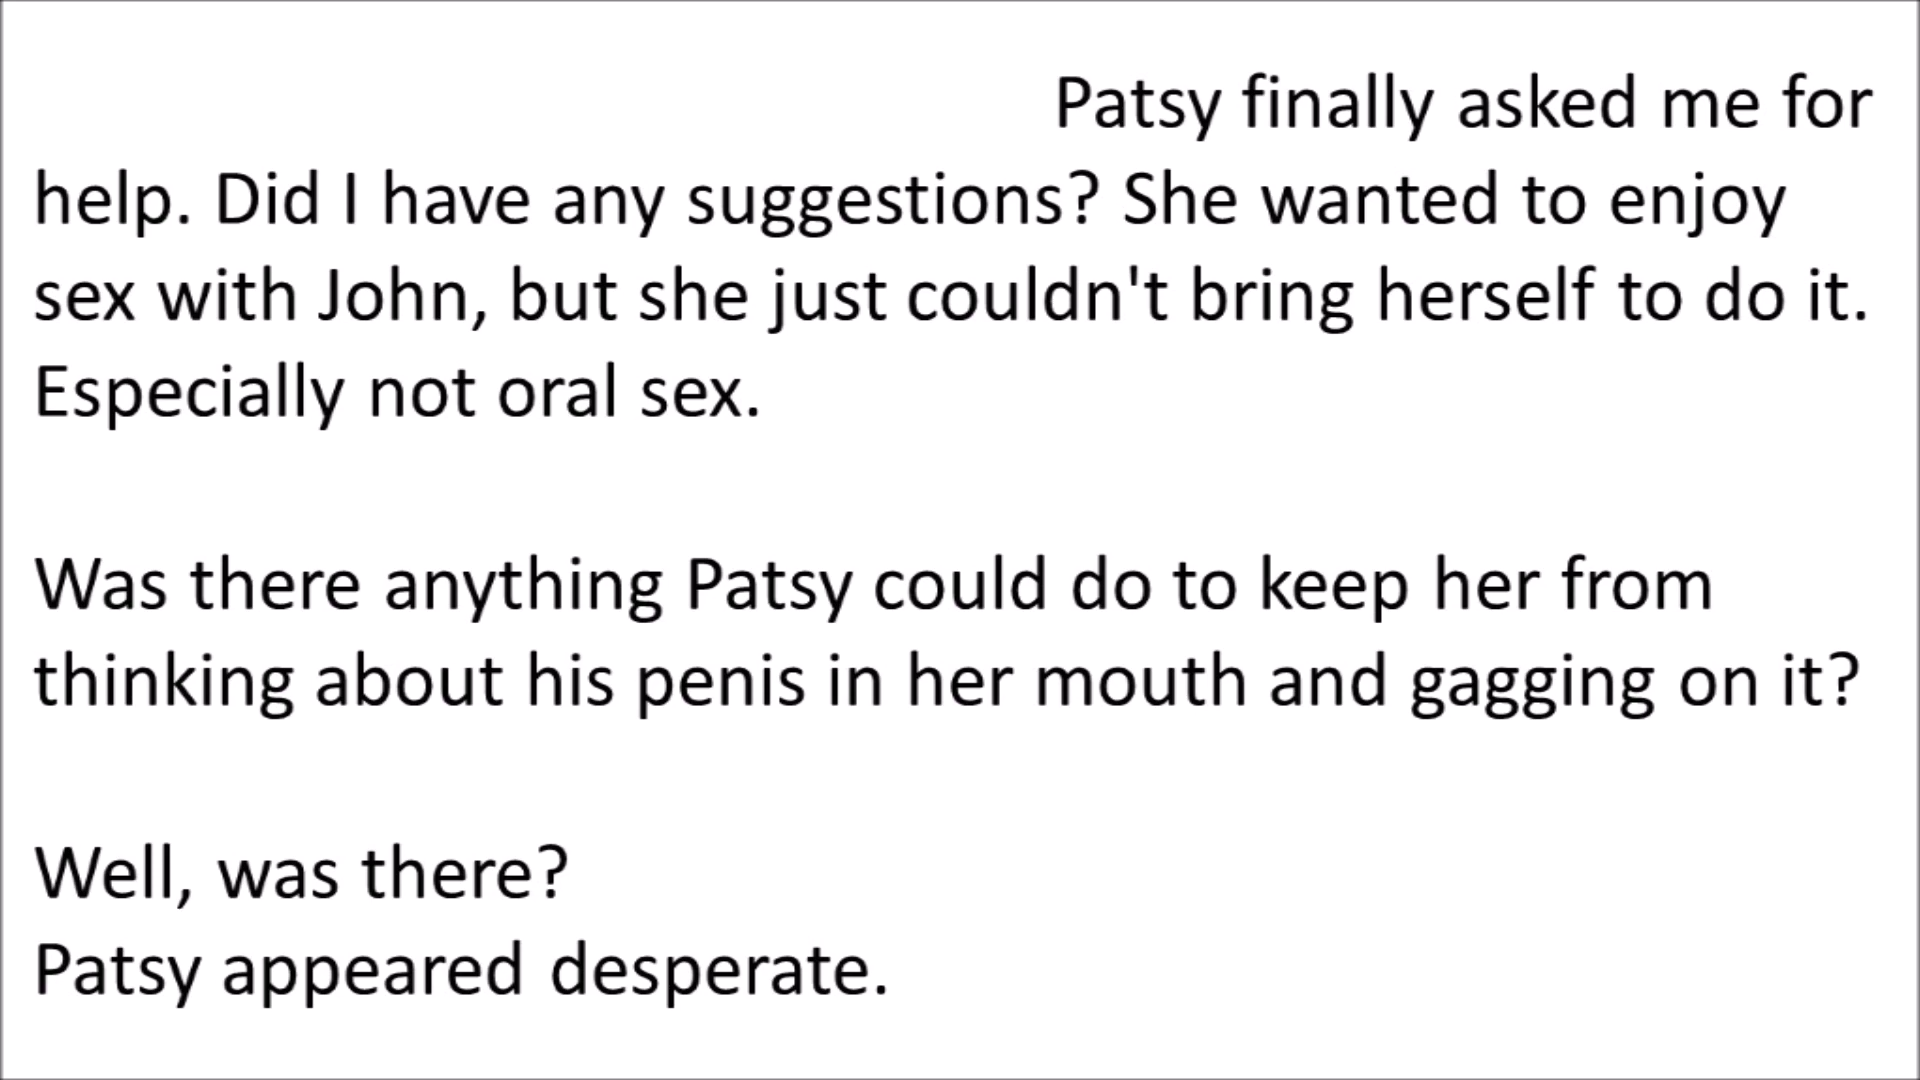 Patsy finally asked me for
help. Did I have any suggestions? She wanted to enjoy
sex with John, but she just couldn't bring herself to do it.
Especially not oral sex.
Was there anything Patsy could do to keep her from
thinking about his penis in her mouth and gagging on it?
Well, was there?
Patsy appeared desperate.